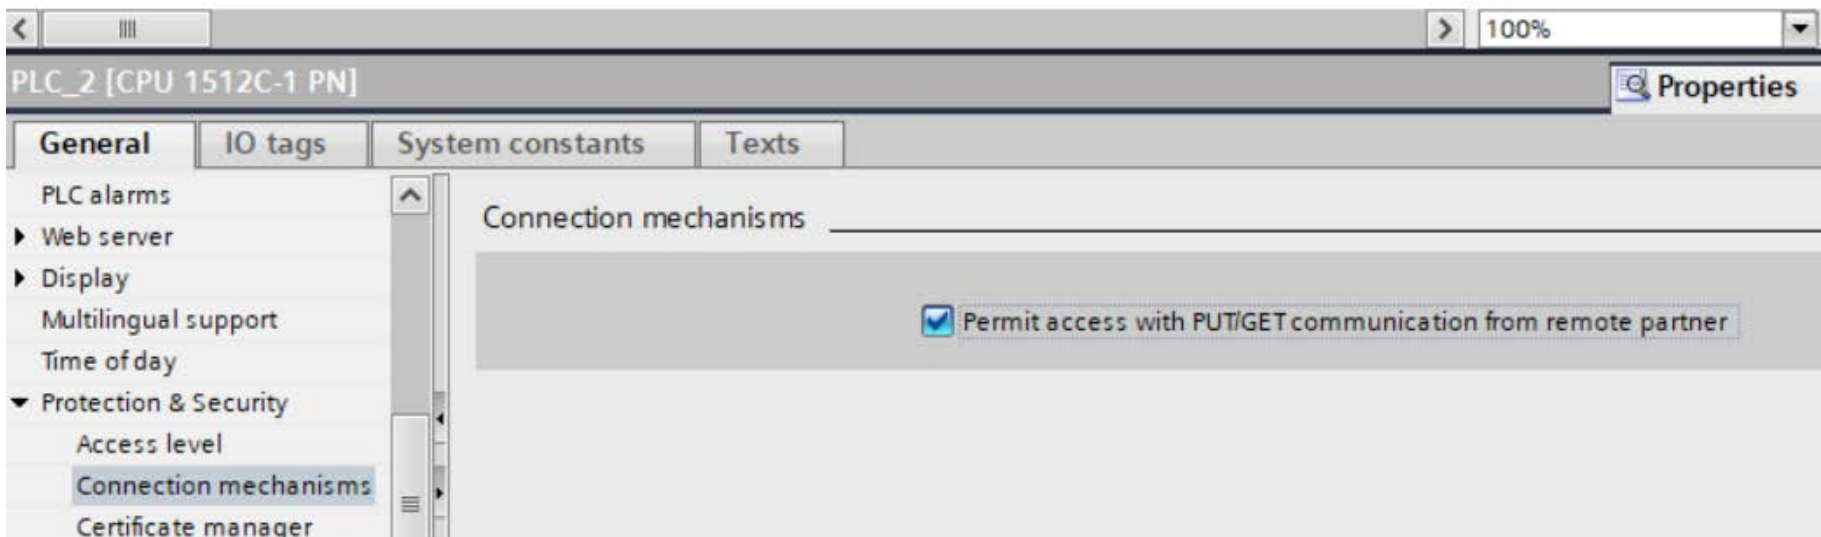 100%
PLC_2 [CPU 1512C-1 PN]
Properties
General
IO tags
System constants
Texts
PLC alarms
Web server
Display
Multilingual support
Time of day
Protection & Security
Access level
Connection mechanisms
Certificate manager
Connection mechanisms
Permit access with PUT/GET communication from remote partner